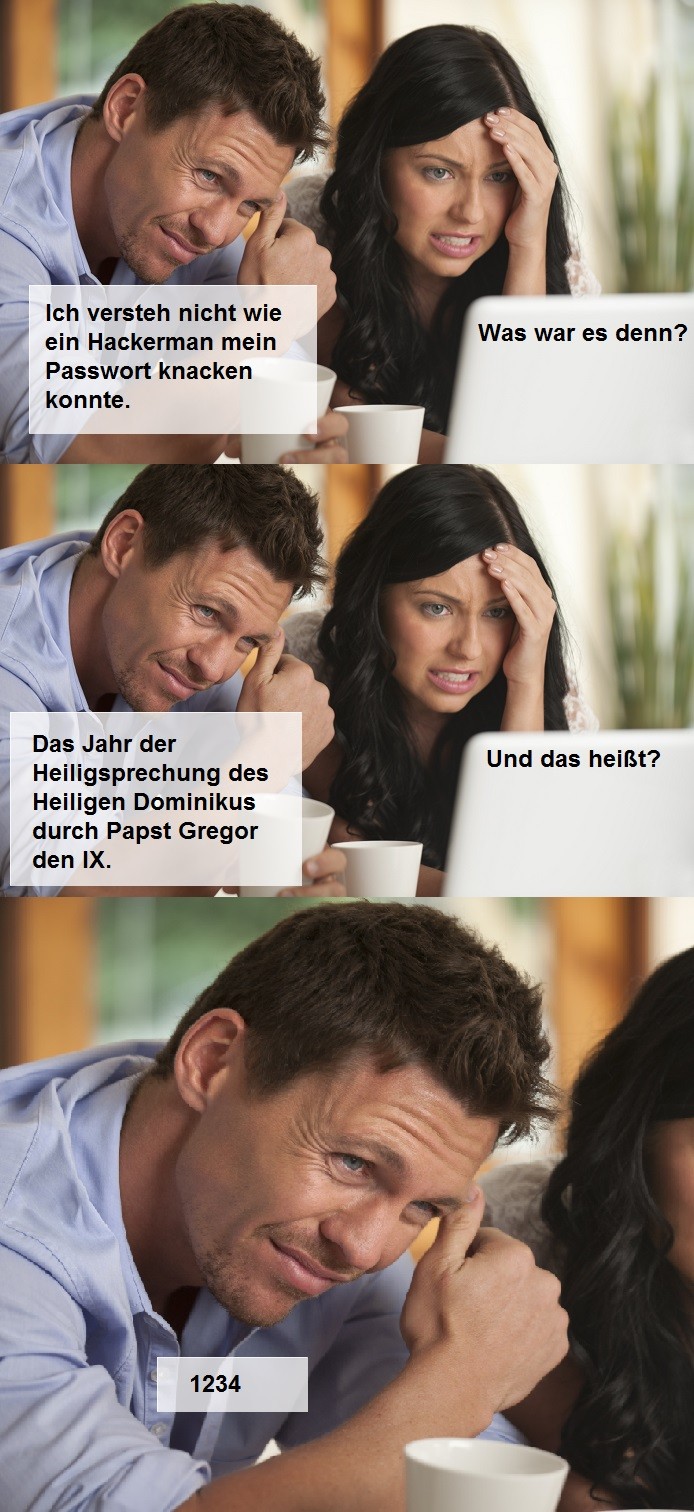 Ich versteh nicht wie
ein Hackerman mein
Passwort knacken
konnte.
Was war es denn?
Das Jahr der
Heiligsprechung des
Heiligen Dominikus
durch Papst Gregor
den IX.
Und das heißt?
1234